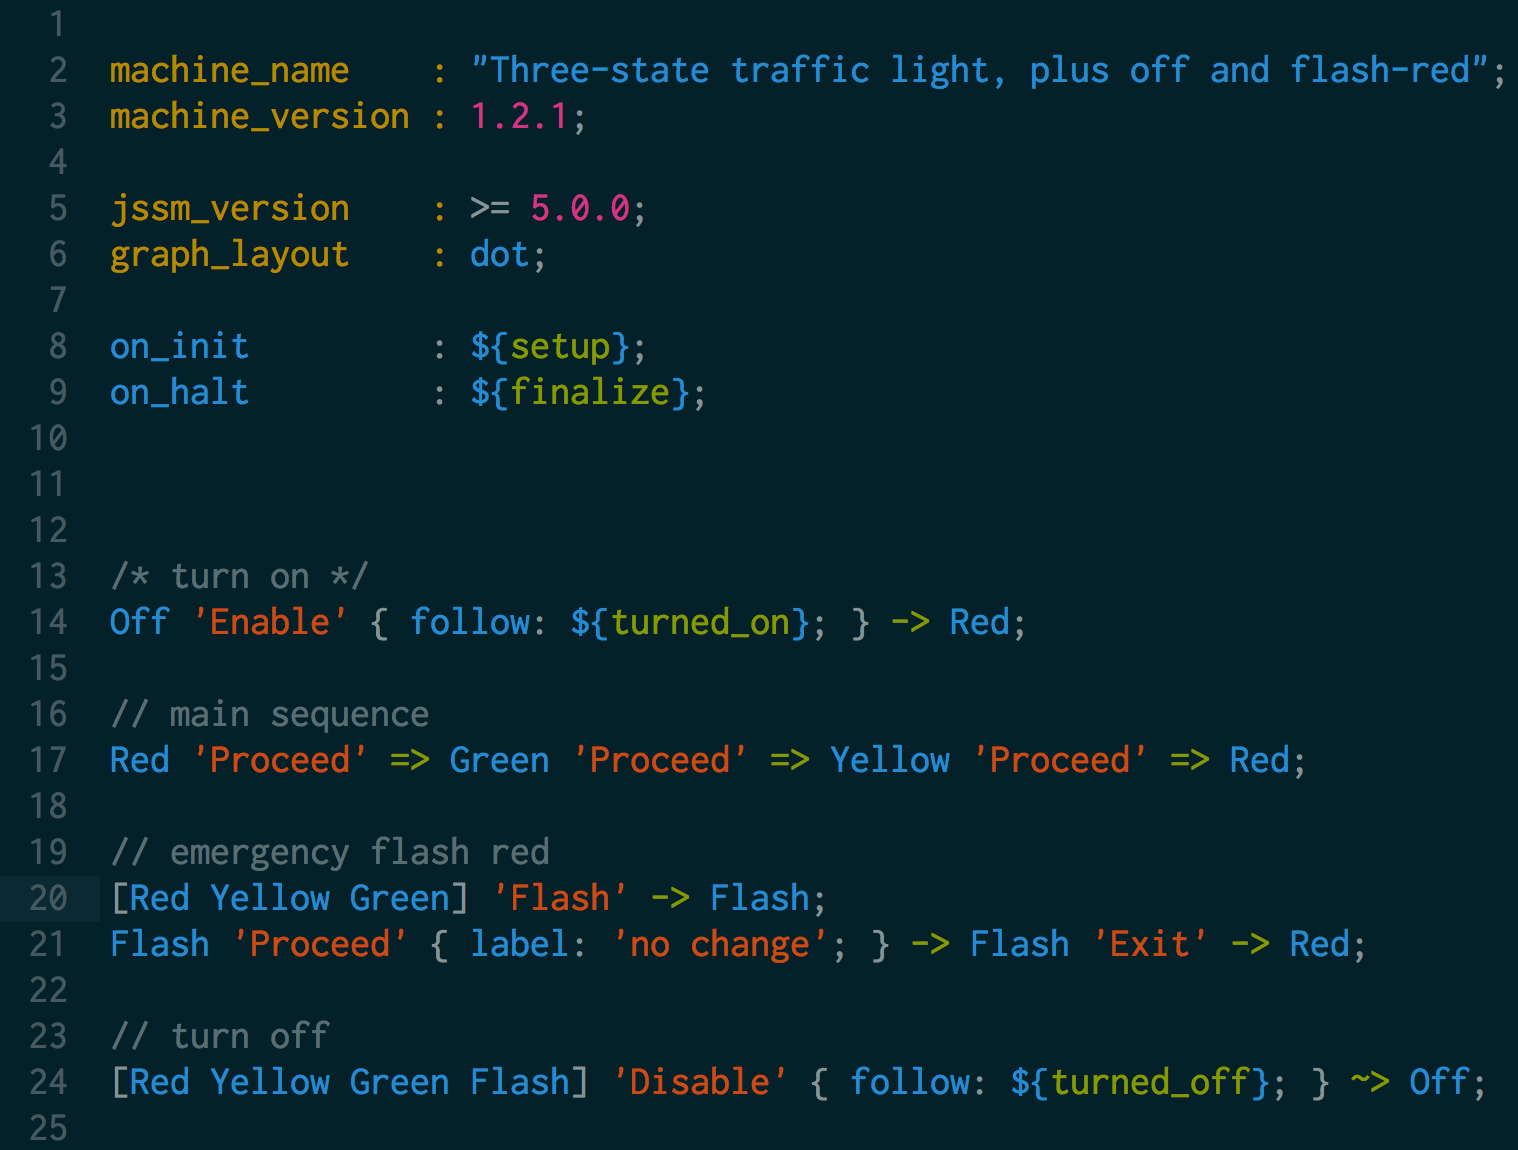 1
2 machine_name    : "Three-state traffic light, plus off and flash-red";
3 machine_version : 1.2.1;
4
5 jssm_version    : >= 5.0.0;
6 graph_layout    : dot;
7
8 on_init         : ${setup};
9 on_halt         : ${finalize};
10
11
12
13 /* turn on */
14 Off 'Enable' { follow: ${turned_on}; } -> Red;
15
16 // main sequence
17 Red 'Proceed' => Green 'Proceed' => Yellow 'Proceed' => Red;
18
19 // emergency flash red
20 [Red Yellow Green] 'Flash' -> Flash;
21 Flash 'Proceed' { label: 'no change'; } -> Flash 'Exit' -> Red;
22
23 // turn off
24 [Red Yellow Green Flash] 'Disable' { follow: ${turned_off}; } ~> Off;
25